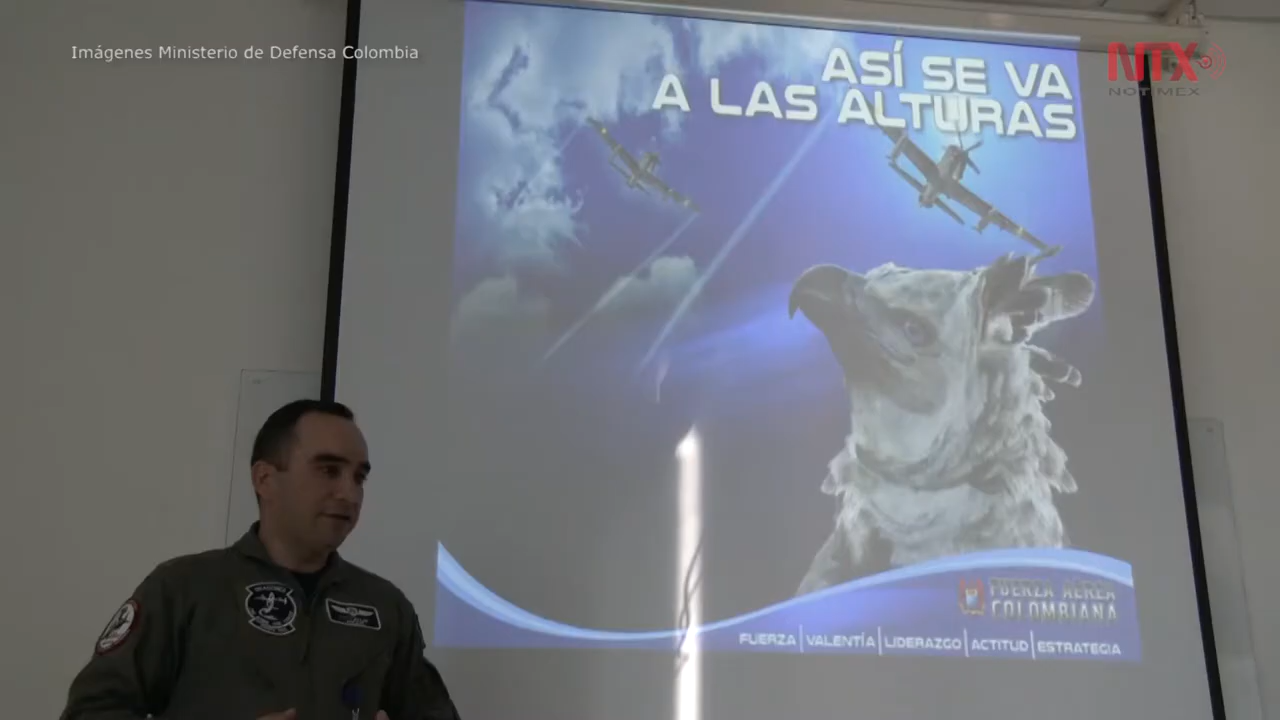 Imágenes Ministerio de Defensa Colombia
NTX
NOTIMEX
ASÍ SE VA
A LAS ALTURAS
FUERZA AÉREA
COLOMBIANA
FUERZA | VALENTÍA | LIDERAZGO | ACTITUD | ESTRATEGIA